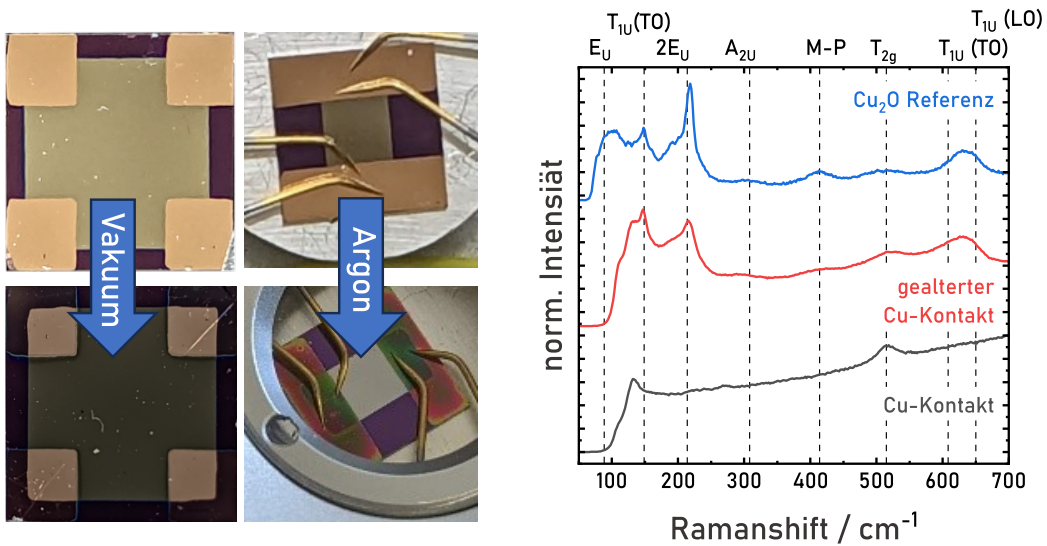 Vakuum
Argon
T1U(TO)
T1U (LO)
EU
2EU
A2U
M-P
T2g
T1U (TO)
Cu2O Referenz
gealterter
Cu-Kontakt
Cu-Kontakt
norm. Intensiät
100 200 300 400 500 600 700
Ramanshift / cm-1